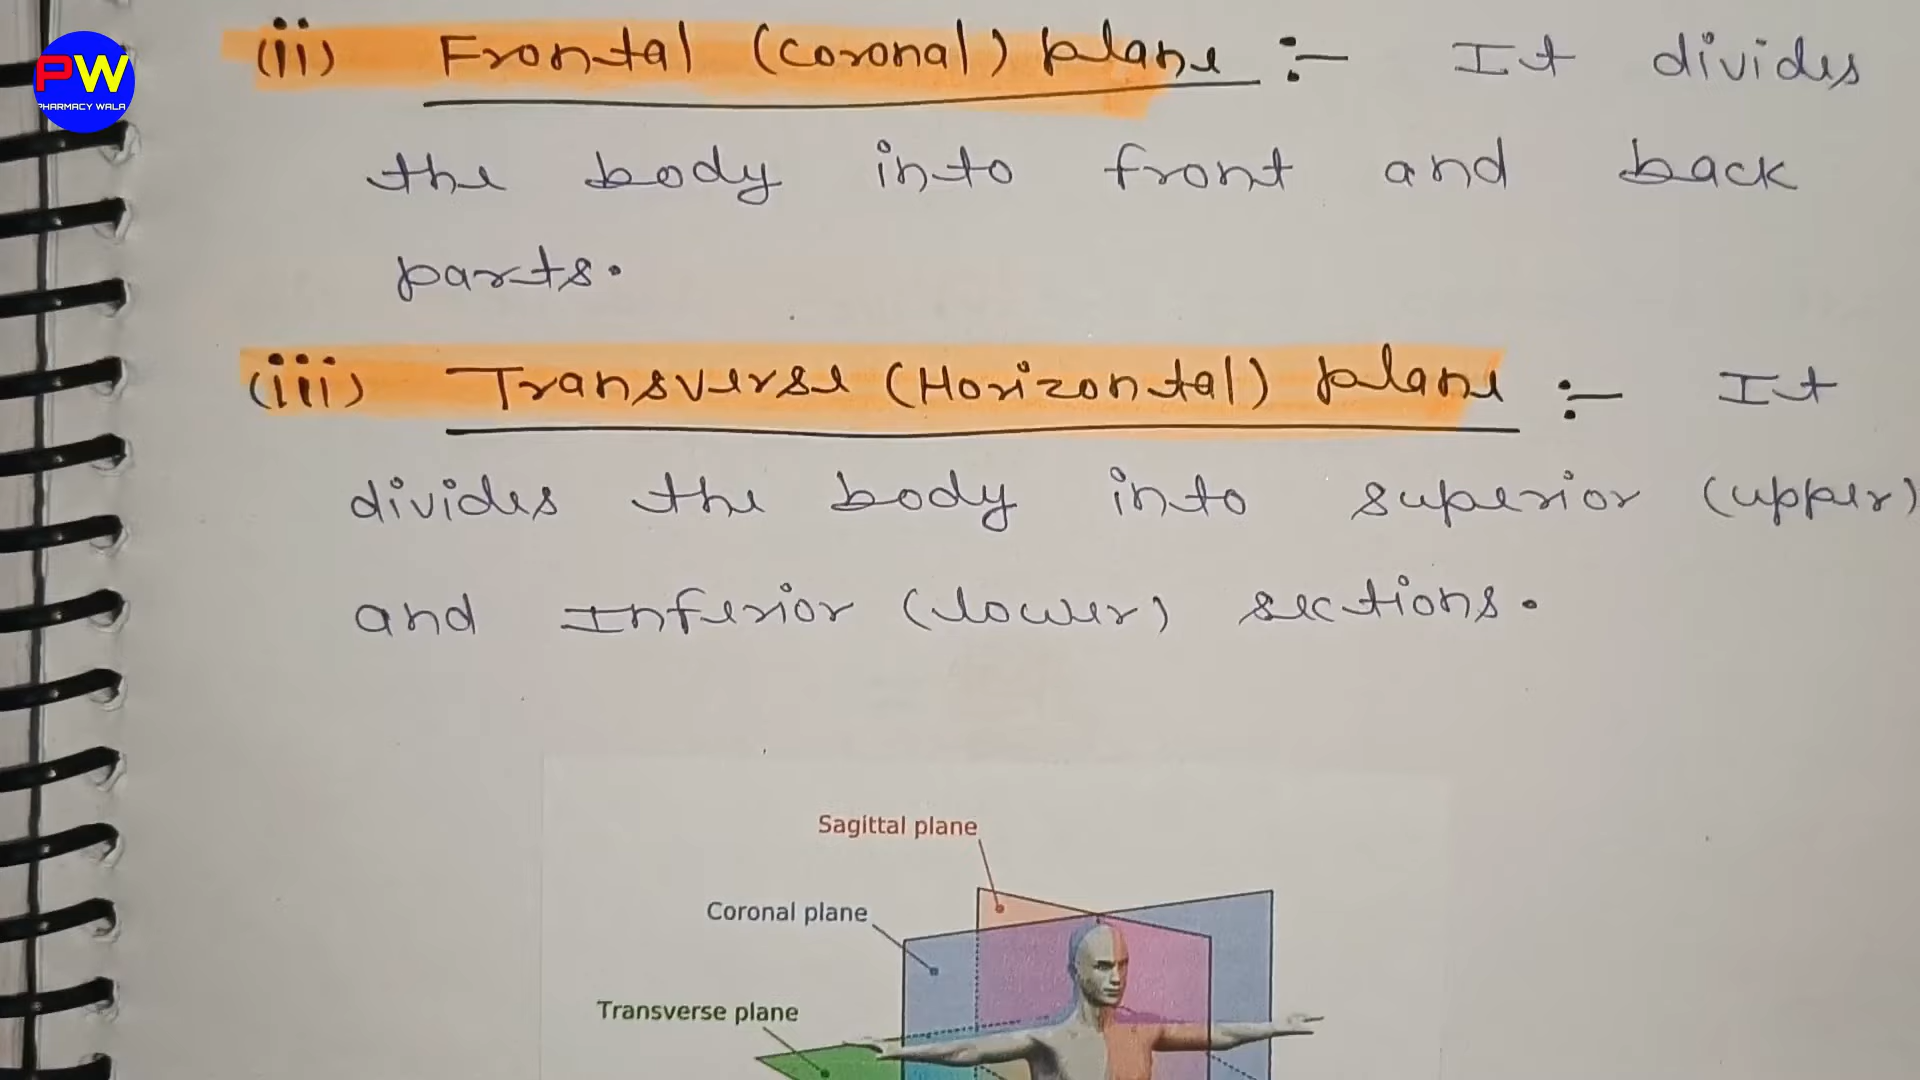 PW
PHARMACY WALA
(ii) Frontal (coronal) plane :- It divides
the body into front and back
parts.
(iii) Transverse (Horizontal) plane :- It
divides the body into superior (upper)
and Inferior (lower) sections.
Sagittal plane
Coronal plane
Transverse plane